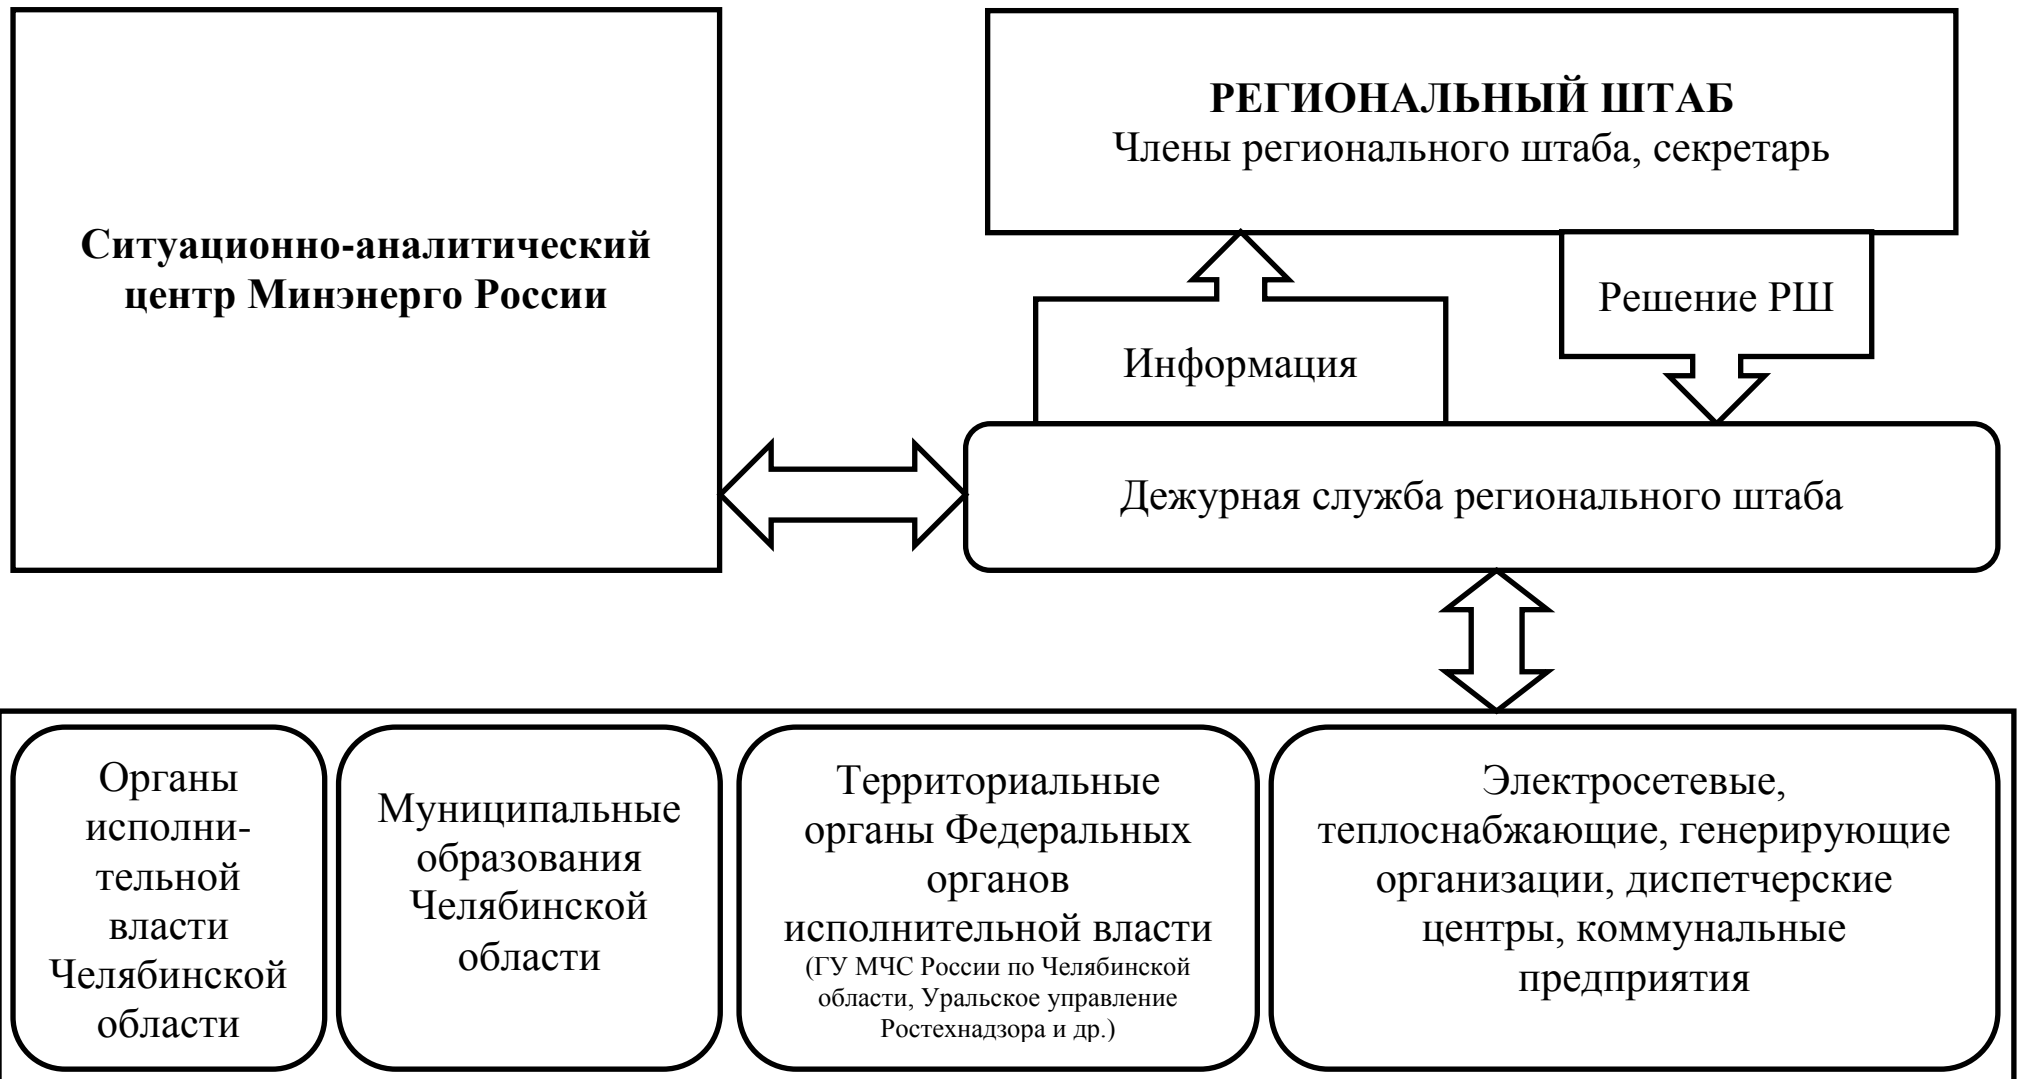 РЕГИОНАЛЬНЫЙ ШТАБ
Члены регионального штаба, секретарь
Ситуационно-аналитический
центр Минэнерго России
Решение РШ
Информация
Дежурная служба регионального штаба
Органы
исполни-
тельной
власти
Челябинской
области
Муниципальные
образования
Челябинской
области
Территориальные
органы Федеральных
органов
исполнительной власти
(ГУ МЧС России по Челябинской
области, Уральское управление
Ростехнадзора и др.)
Электросетевые,
теплоснабжающие, генерирующие
организации, диспетчерские
центры, коммунальные
предприятия